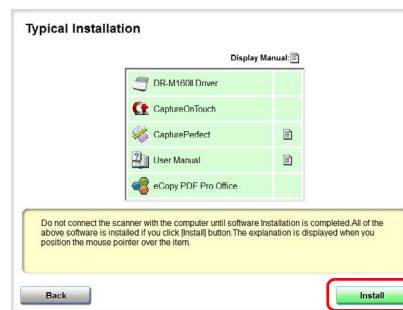 Typical Installation
Display Manual:
DR-M160II Driver
CaptureOnTouch
CapturePerfect
User Manual
eCopy PDF Pro Office
Do not connect the scanner with the computer until software Installation is completed.All of the
above software is installed if you click [Install] button.The explanation is displayed when you
position the mouse pointer over the item.
Back
Install